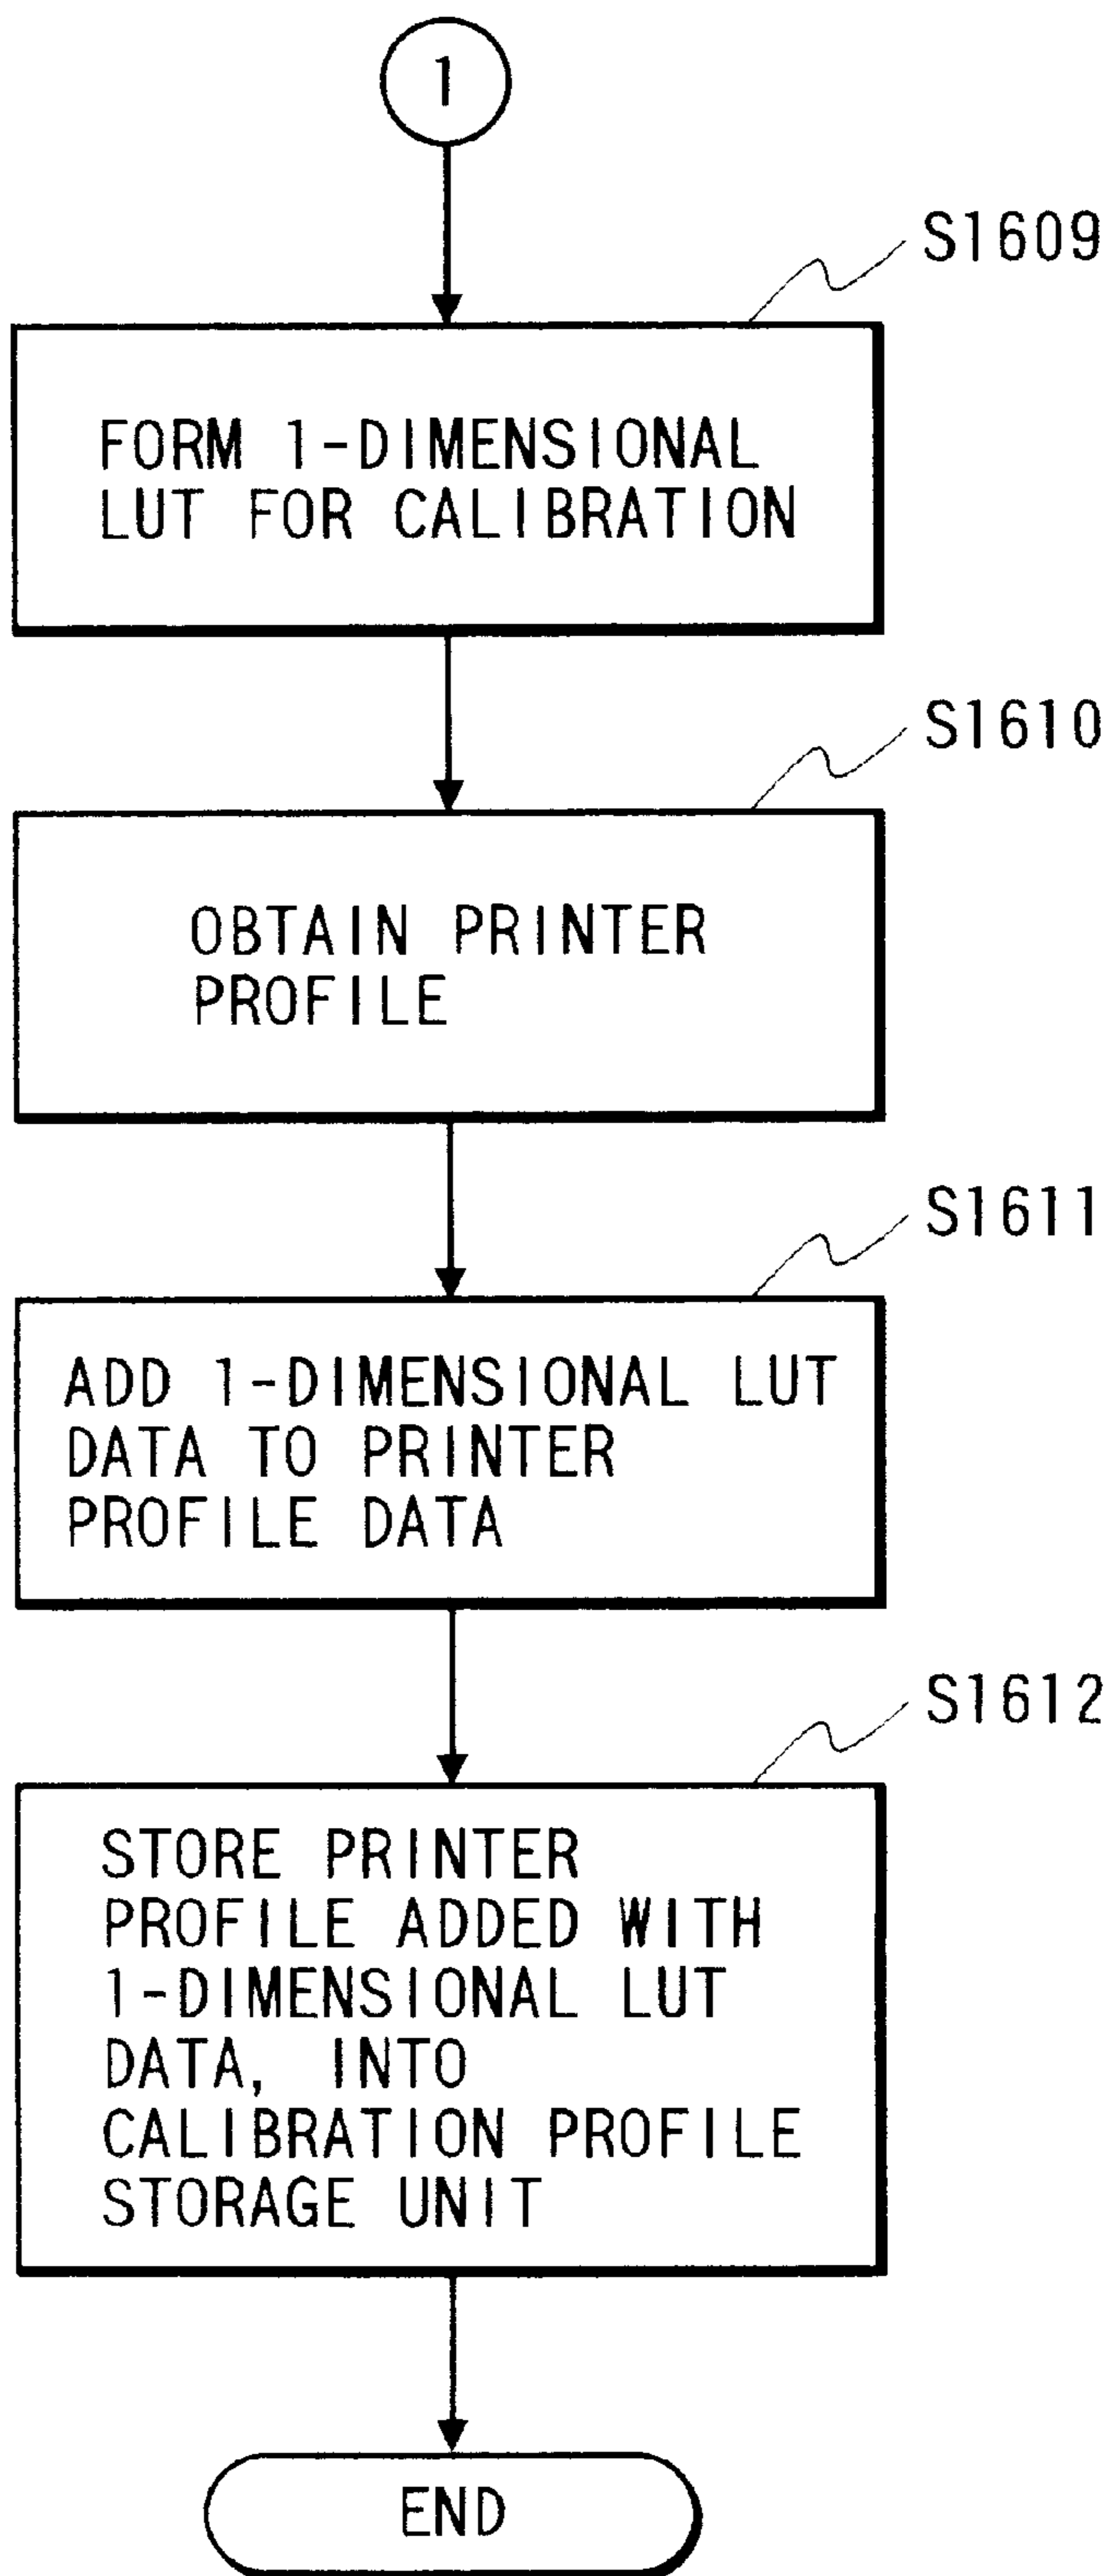 1
S1609
FORM 1-DIMENSIONAL
LUT FOR CALIBRATION
S1610
OBTAIN PRINTER
PROFILE
S1611
ADD 1-DIMENSIONAL LUT
DATA TO PRINTER
PROFILE DATA
S1612
STORE PRINTER
PROFILE ADDED WITH
1-DIMENSIONAL LUT
DATA, INTO
CALIBRATION PROFILE
STORAGE UNIT
END